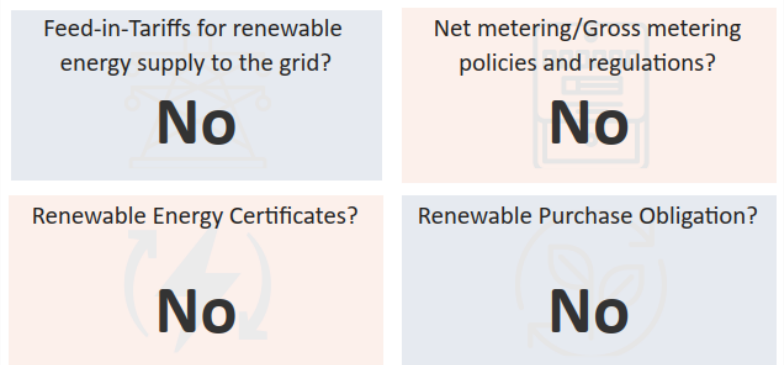 Feed-in-Tariffs for renewable
energy supply to the grid?
No
Net metering/Gross metering
policies and regulations?
No
Renewable Energy Certificates?
No
Renewable Purchase Obligation?
No